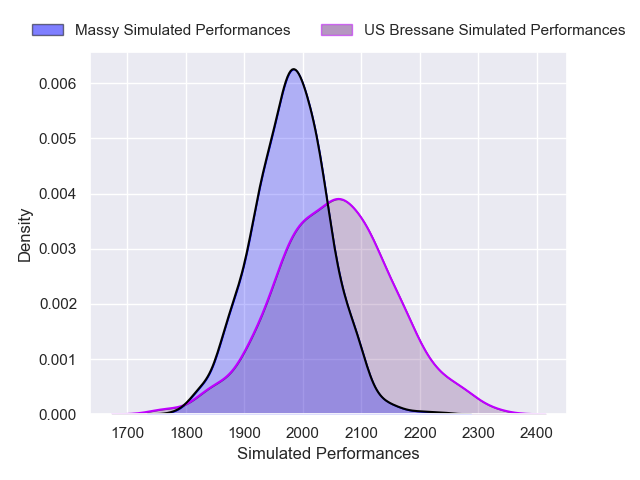 Massy Simulated Performances US Bressane Simulated Performances
0.006
0.005
0.004
0.003
0.002
0.001
0.000
Density
1700 1800 1900 2000 2100 2200 2300 2400
Simulated Performances